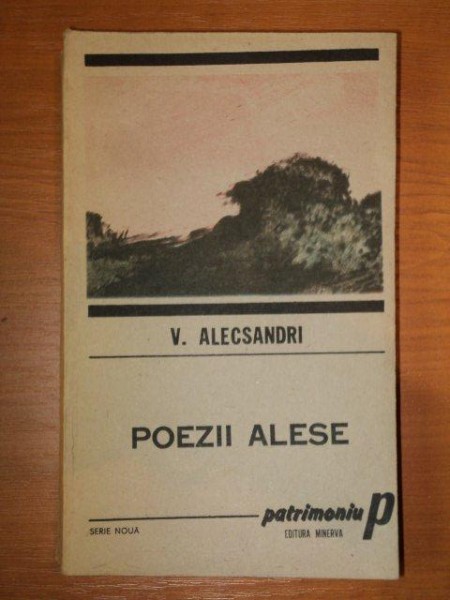 V. ALECSANDRI
POEZII ALESE
patrimoniu P
SERIE NOUĂ
EDITURA MINERVA